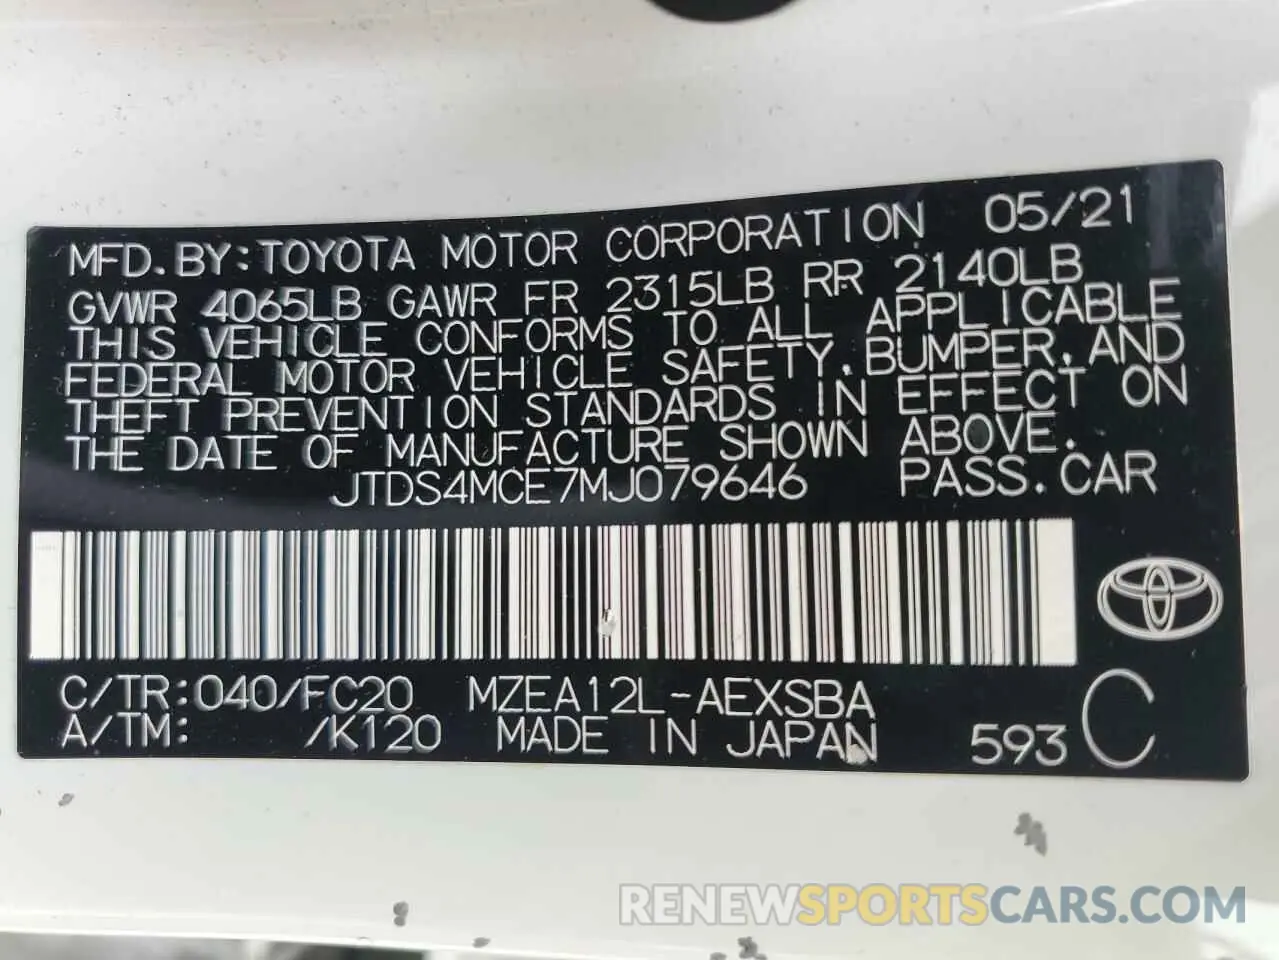 MFD. BY: TOYOTA MOTOR CORPORATION 05/21
GVWR 4065LB GAWR FR 2315LB RR 2140LB
THIS VEHICLE CONFORMS TO ALL APPLICABLE
FEDERAL MOTOR VEHICLE SAFETY, BUMPER, AND
THEFT PREVENTION STANDARDS IN EFFECT ON
THE DATE OF MANUFACTURE SHOWN ABOVE.
JTDS4MCE7MJ079646 PASS. CAR
C/TR: 040/FC20 MZEA12L-AEXSBA
A/TM: /K120 MADE IN JAPAN 593 C
RENEWSPORTSCARS.COM